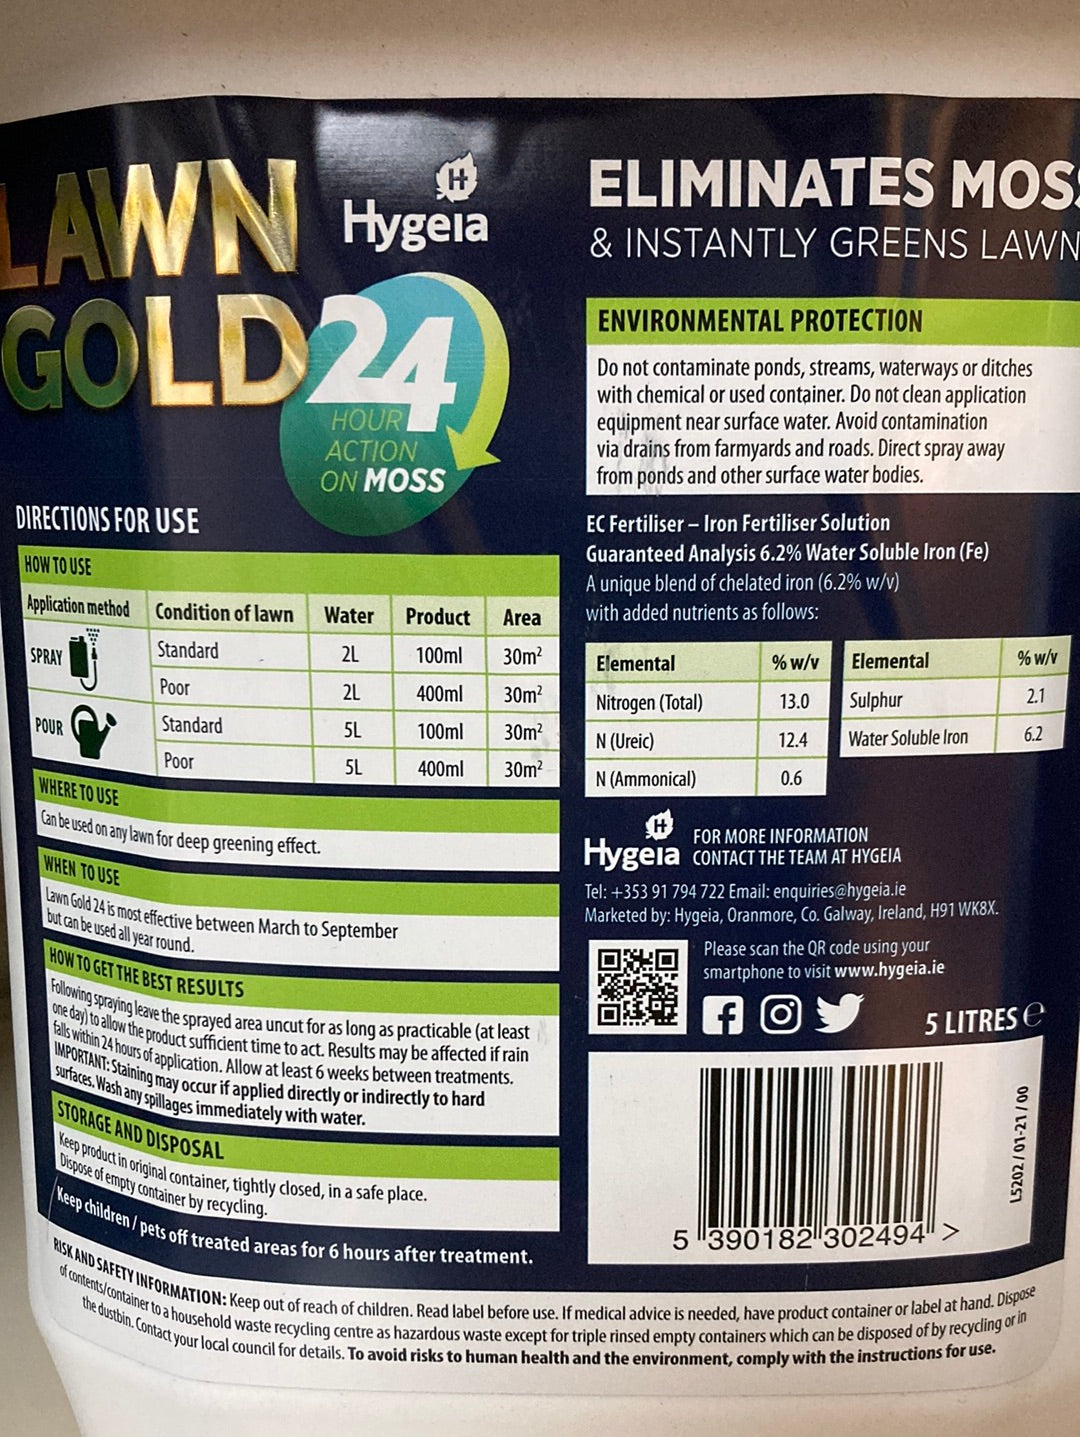 LAWN
GOLD
Hygeia
24
HOUR
ACTION
ON MOSS
DIRECTIONS FOR USE
HOW TO USE
Application method Condition of lawn Water Product Area
SPRAY Standard 2L 100ml 30m²
Poor 2L 400ml 30m²
POUR Standard 5L 100ml 30m²
Poor 5L 400ml 30m²
WHERE TO USE
Can be used on any lawn for deep greening effect.
WHEN TO USE
Lawn Gold 24 is most effective between March to September
but can be used all year round.
HOW TO GET THE BEST RESULTS
Following spraying leave the sprayed area uncut for as long as practicable (at least
one day) to allow the product sufficient time to act. Results may be affected if rain
falls within 24 hours of application. Allow at least 6 weeks between treatments.
IMPORTANT: Staining may occur if applied directly or indirectly to hard
surfaces. Wash any spillages immediately with water.
STORAGE AND DISPOSAL
Keep product in original container, tightly closed, in a safe place.
Dispose of empty container by recycling.
Keep children / pets off treated areas for 6 hours after treatment.
ELIMINATES MOS
& INSTANTLY GREENS LAWN
ENVIRONMENTAL PROTECTION
Do not contaminate ponds, streams, waterways or ditches
with chemical or used container. Do not clean application
equipment near surface water. Avoid contamination
via drains from farmyards and roads. Direct spray away
from ponds and other surface water bodies.
EC Fertiliser – Iron Fertiliser Solution
Guaranteed Analysis 6.2% Water Soluble Iron (Fe)
A unique blend of chelated iron (6.2% w/v)
with added nutrients as follows:
Elemental % w/v
Nitrogen (Total) 13.0
N (Ureic) 12.4
N (Ammonical) 0.6
Elemental % w/v
Sulphur 2.1
Water Soluble Iron 6.2
Hygeia
FOR MORE INFORMATION
CONTACT THE TEAM AT HYGEIA
Tel: +353 91 794 722 Email: enquiries@hygeia.ie
Marketed by: Hygeia, Oranmore, Co. Galway, Ireland, H91 WK8X.
Please scan the QR code using your
smartphone to visit www.hygeia.ie
5 LITRES e
5 390182 302494 >
L5202 / 01-21 / 00
RISK AND SAFETY INFORMATION: Keep out of reach of children. Read label before use. If medical advice is needed, have product container or label at hand. Dispose
of contents/container to a household waste recycling centre as hazardous waste except for triple rinsed empty containers which can be disposed of by recycling or in
the dustbin. Contact your local council for details. To avoid risks to human health and the environment, comply with the instructions for use.